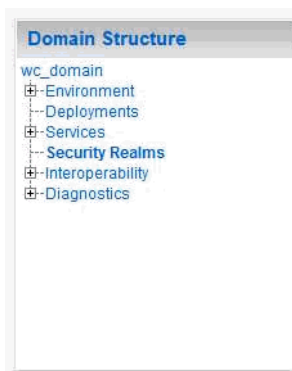 Domain Structure
wc_domain
Environment
Deployments
Services
Security Realms
Interoperability
Diagnostics